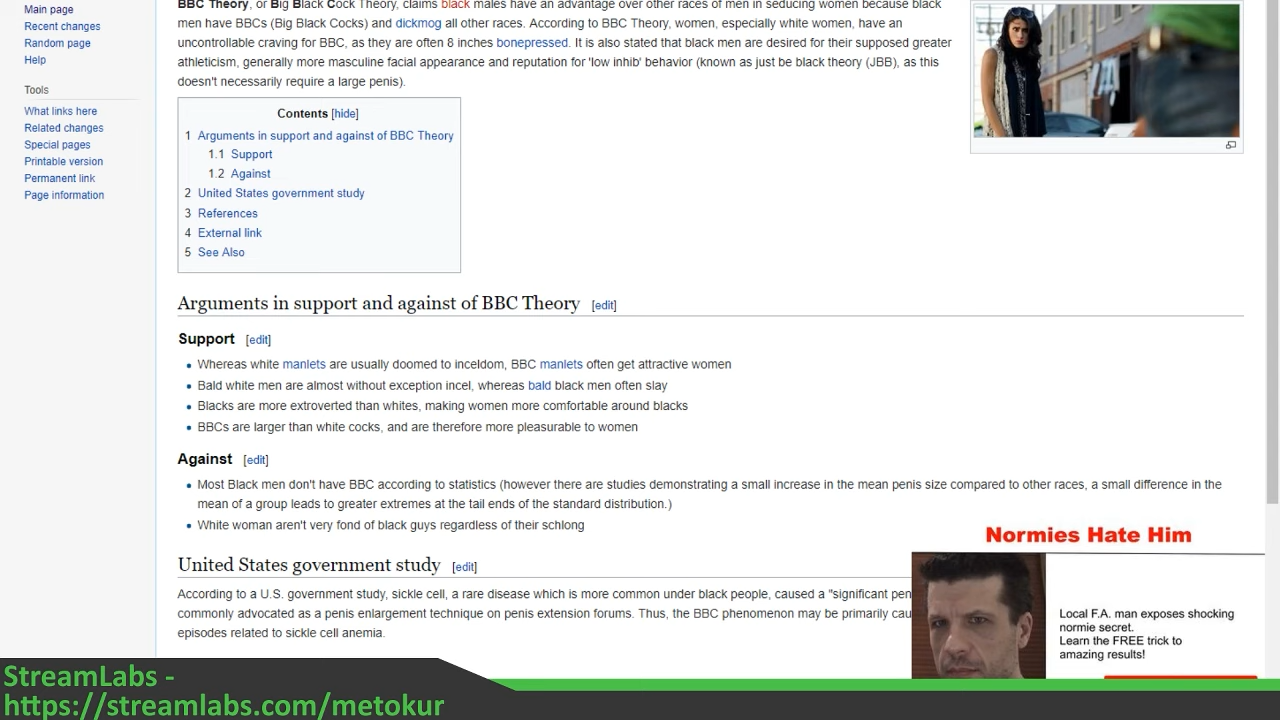 Main page
Recent changes
Random page
Help
Tools
What links here
Related changes
Special pages
Printable version
Permanent link
Page information
BBC Theory, or Big Black Cock Theory, claims black males have an advantage over other races of men in seducing women because black
men have BBCs (Big Black Cocks) and dickmog all other races. According to BBC Theory, women, especially white women, have an
uncontrollable craving for BBC, as they are often 8 inches bonepressed. It is also stated that black men are desired for their supposed greater
athleticism, generally more masculine facial appearance and reputation for 'low inhib' behavior (known as just be black theory (JBB), as this
doesn't necessarily require a large penis).
Contents [hide]
1 Arguments in support and against of BBC Theory
1.1 Support
1.2 Against
2 United States government study
3 References
4 External link
5 See Also
Arguments in support and against of BBC Theory [edit]
Support [edit]
Whereas white manlets are usually doomed to inceldom, BBC manlets often get attractive women
Bald white men are almost without exception incel, whereas bald black men often slay
Blacks are more extroverted than whites, making women more comfortable around blacks
BBCs are larger than white cocks, and are therefore more pleasurable to women
Against [edit]
Most Black men don't have BBC according to statistics (however there are studies demonstrating a small increase in the mean penis size compared to other races, a small difference in the
mean of a group leads to greater extremes at the tail ends of the standard distribution.)
White woman aren't very fond of black guys regardless of their schlong
United States government study [edit]
According to a U.S. government study, sickle cell, a rare disease which is more common under black people, caused a "significant pen
commonly advocated as a penis enlargement technique on penis extension forums. Thus, the BBC phenomenon may be primarily cau
episodes related to sickle cell anemia.
Normies Hate Him
Local F.A. man exposes shocking
normie secret.
Learn the FREE trick to
amazing results!
StreamLabs -
https://streamlabs.com/metokur